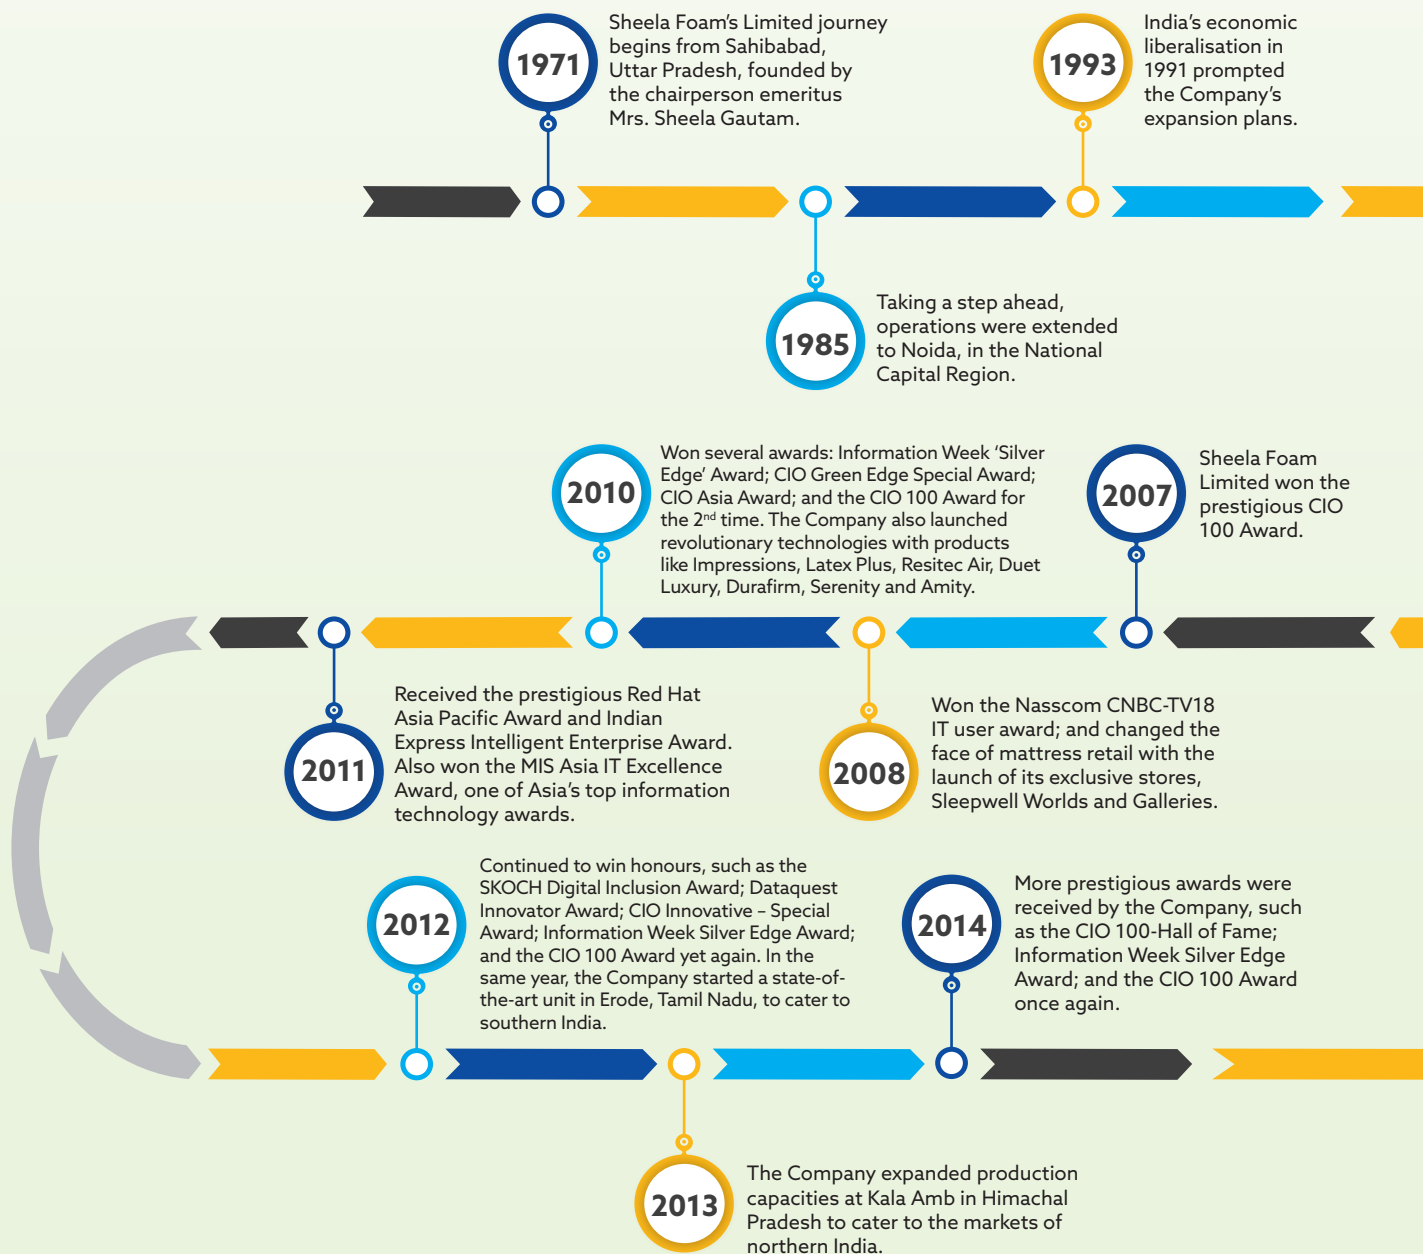 1971
Sheela Foam’s Limited journey
begins from Sahibabad,
Uttar Pradesh, founded by
the chairperson emeritus
Mrs. Sheela Gautam.
1985
Taking a step ahead,
operations were extended
to Noida, in the National
Capital Region.
1993
India’s economic
liberalisation in
1991 prompted
the Company’s
expansion plans.
2007
Sheela Foam
Limited won the
prestigious CIO
100 Award.
2008
Won the Nasscom CNBC-TV18
IT user award; and changed the
face of mattress retail with the
launch of its exclusive stores,
Sleepwell Worlds and Galleries.
2010
Won several awards: Information Week ‘Silver
Edge’ Award; CIO Green Edge Special Award;
CIO Asia Award; and the CIO 100 Award for
the 2nd time. The Company also launched
revolutionary technologies with products
like Impressions, Latex Plus, Resitec Air, Duet
Luxury, Durafirm, Serenity and Amity.
2011
Received the prestigious Red Hat
Asia Pacific Award and Indian
Express Intelligent Enterprise Award.
Also won the MIS Asia IT Excellence
Award, one of Asia’s top information
technology awards.
2012
Continued to win honours, such as the
SKOCH Digital Inclusion Award; Dataquest
Innovator Award; CIO Innovative – Special
Award; Information Week Silver Edge Award;
and the CIO 100 Award yet again. In the
same year, the Company started a state-of-
the-art unit in Erode, Tamil Nadu, to cater to
southern India.
2013
The Company expanded production
capacities at Kala Amb in Himachal
Pradesh to cater to the markets of
northern India.
2014
More prestigious awards were
received by the Company, such
as the CIO 100-Hall of Fame;
Information Week Silver Edge
Award; and the CIO 100 Award
once again.